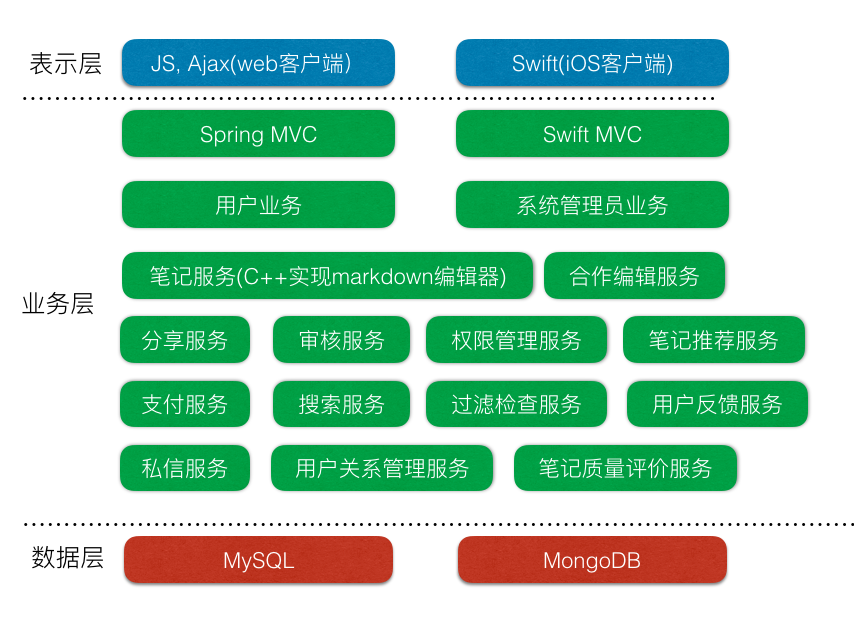 表示层
JS, Ajax(web客户端）
Swift(iOS客户端)
Spring MVC
Swift MVC
用户业务
系统管理员业务
业务层
笔记服务(C++实现markdown编辑器)
合作编辑服务
分享服务
审核服务
权限管理服务
笔记推荐服务
支付服务
搜索服务
过滤检查服务
用户反馈服务
私信服务
用户关系管理服务
笔记质量评价服务
数据层
MySQL
MongoDB